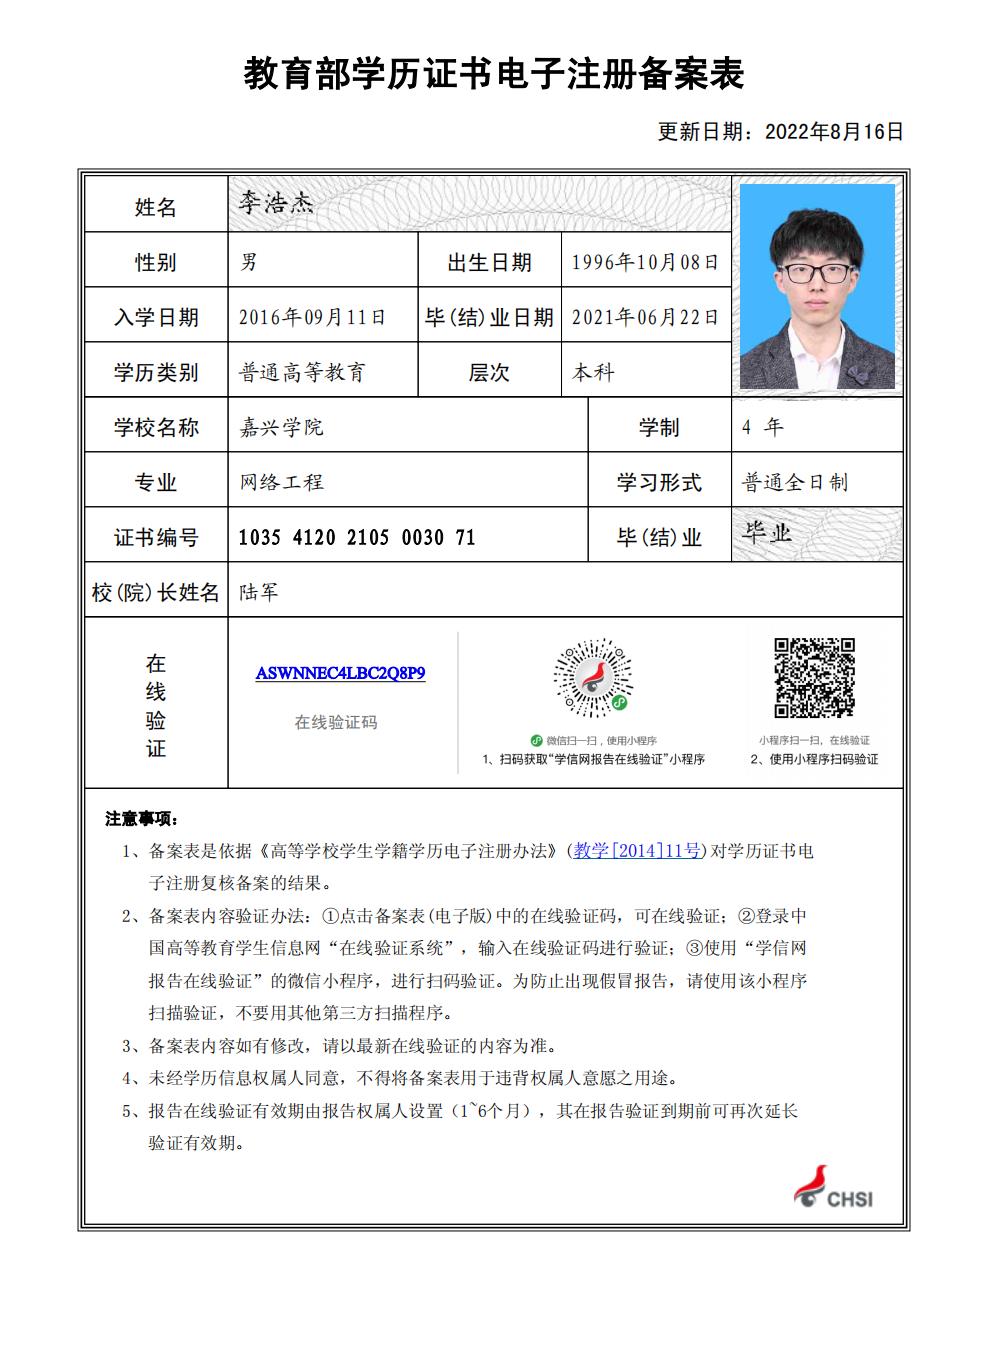 教育部学历证书电子注册备案表
更新日期：2022年8月16日
姓名 李浩杰
性别 男 出生日期 1996年10月08日
入学日期 2016年09月11日 毕(结)业日期 2021年06月22日
学历类别 普通高等教育 层次 本科
学校名称 嘉兴学院 学制 4 年
专业 网络工程 学习形式 普通全日制
证书编号 1035 4120 2105 0030 71 毕(结)业 毕业
校(院)长姓名 陆军
在线验证
ASWNNEC4LBC2Q8P9
在线验证码
微信扫一扫，使用小程序
1、扫码获取“学信网报告在线验证”小程序
小程序扫一扫，在线验证
2、使用小程序扫码验证
注意事项：
1、备案表是依据《高等学校学生学籍学历电子注册办法》(教学[2014]11号)对学历证书电
子注册复核备案的结果。
2、备案表内容验证办法：①点击备案表(电子版)中的在线验证码，可在线验证；②登录中
国高等教育学生信息网“在线验证系统”，输入在线验证码进行验证；③使用“学信网
报告在线验证”的微信小程序，进行扫码验证。为防止出现假冒报告，请使用该小程序
扫描验证，不要用其他第三方扫描程序。
3、备案表内容如有修改，请以最新在线验证的内容为准。
4、未经学历信息权属人同意，不得将备案表用于违背权属人意愿之用途。
5、报告在线验证有效期由报告权属人设置（1~6个月），其在报告验证到期前可再次延长
验证有效期。
CHSI